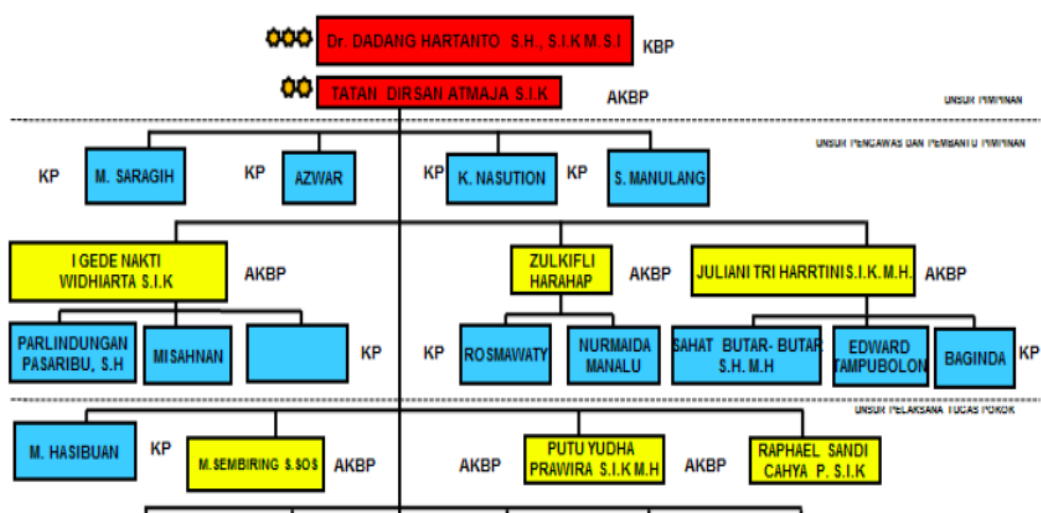 Dr. DADANG HARTANTO S.H., S.I.K M.S.I
KBP
TATAN DIRSAN ATMAJA S.I.K
AKBP
UNSUR PIMPINAN
UNSUR PENGAWAS DAN PEMBANTU PIMPINAN
KP
M. SARAGIH
KP
AZWAR
KP
K. NASUTION
KP
S. MANULANG
I GEDE NAKTI
WIDHIARTA S.I.K
AKBP
ZULKIFLI
HARAHAP
AKBP
JULIANI TRI HARRTINI S.I.K. M.H.
AKBP
PARLINDUNGAN
PASARIBU, S.H
MISAHNAN
KP
KP
ROSMAWATY
NURMAIDA
MANALU
SAHAT BUTAR- BUTAR
S.H. M.H
EDWARD
TAMPUBOLON
BAGINDA
KP
UNSUR PELAKSANA TUGAS POKOK
M. HASIBUAN
KP
M.SEMBIRING S.SOS
AKBP
AKBP
PUTU YUDHA
PRAWIRA S.I.K M.H
AKBP
RAPHAEL SANDI
CAHYA P. S.I.K